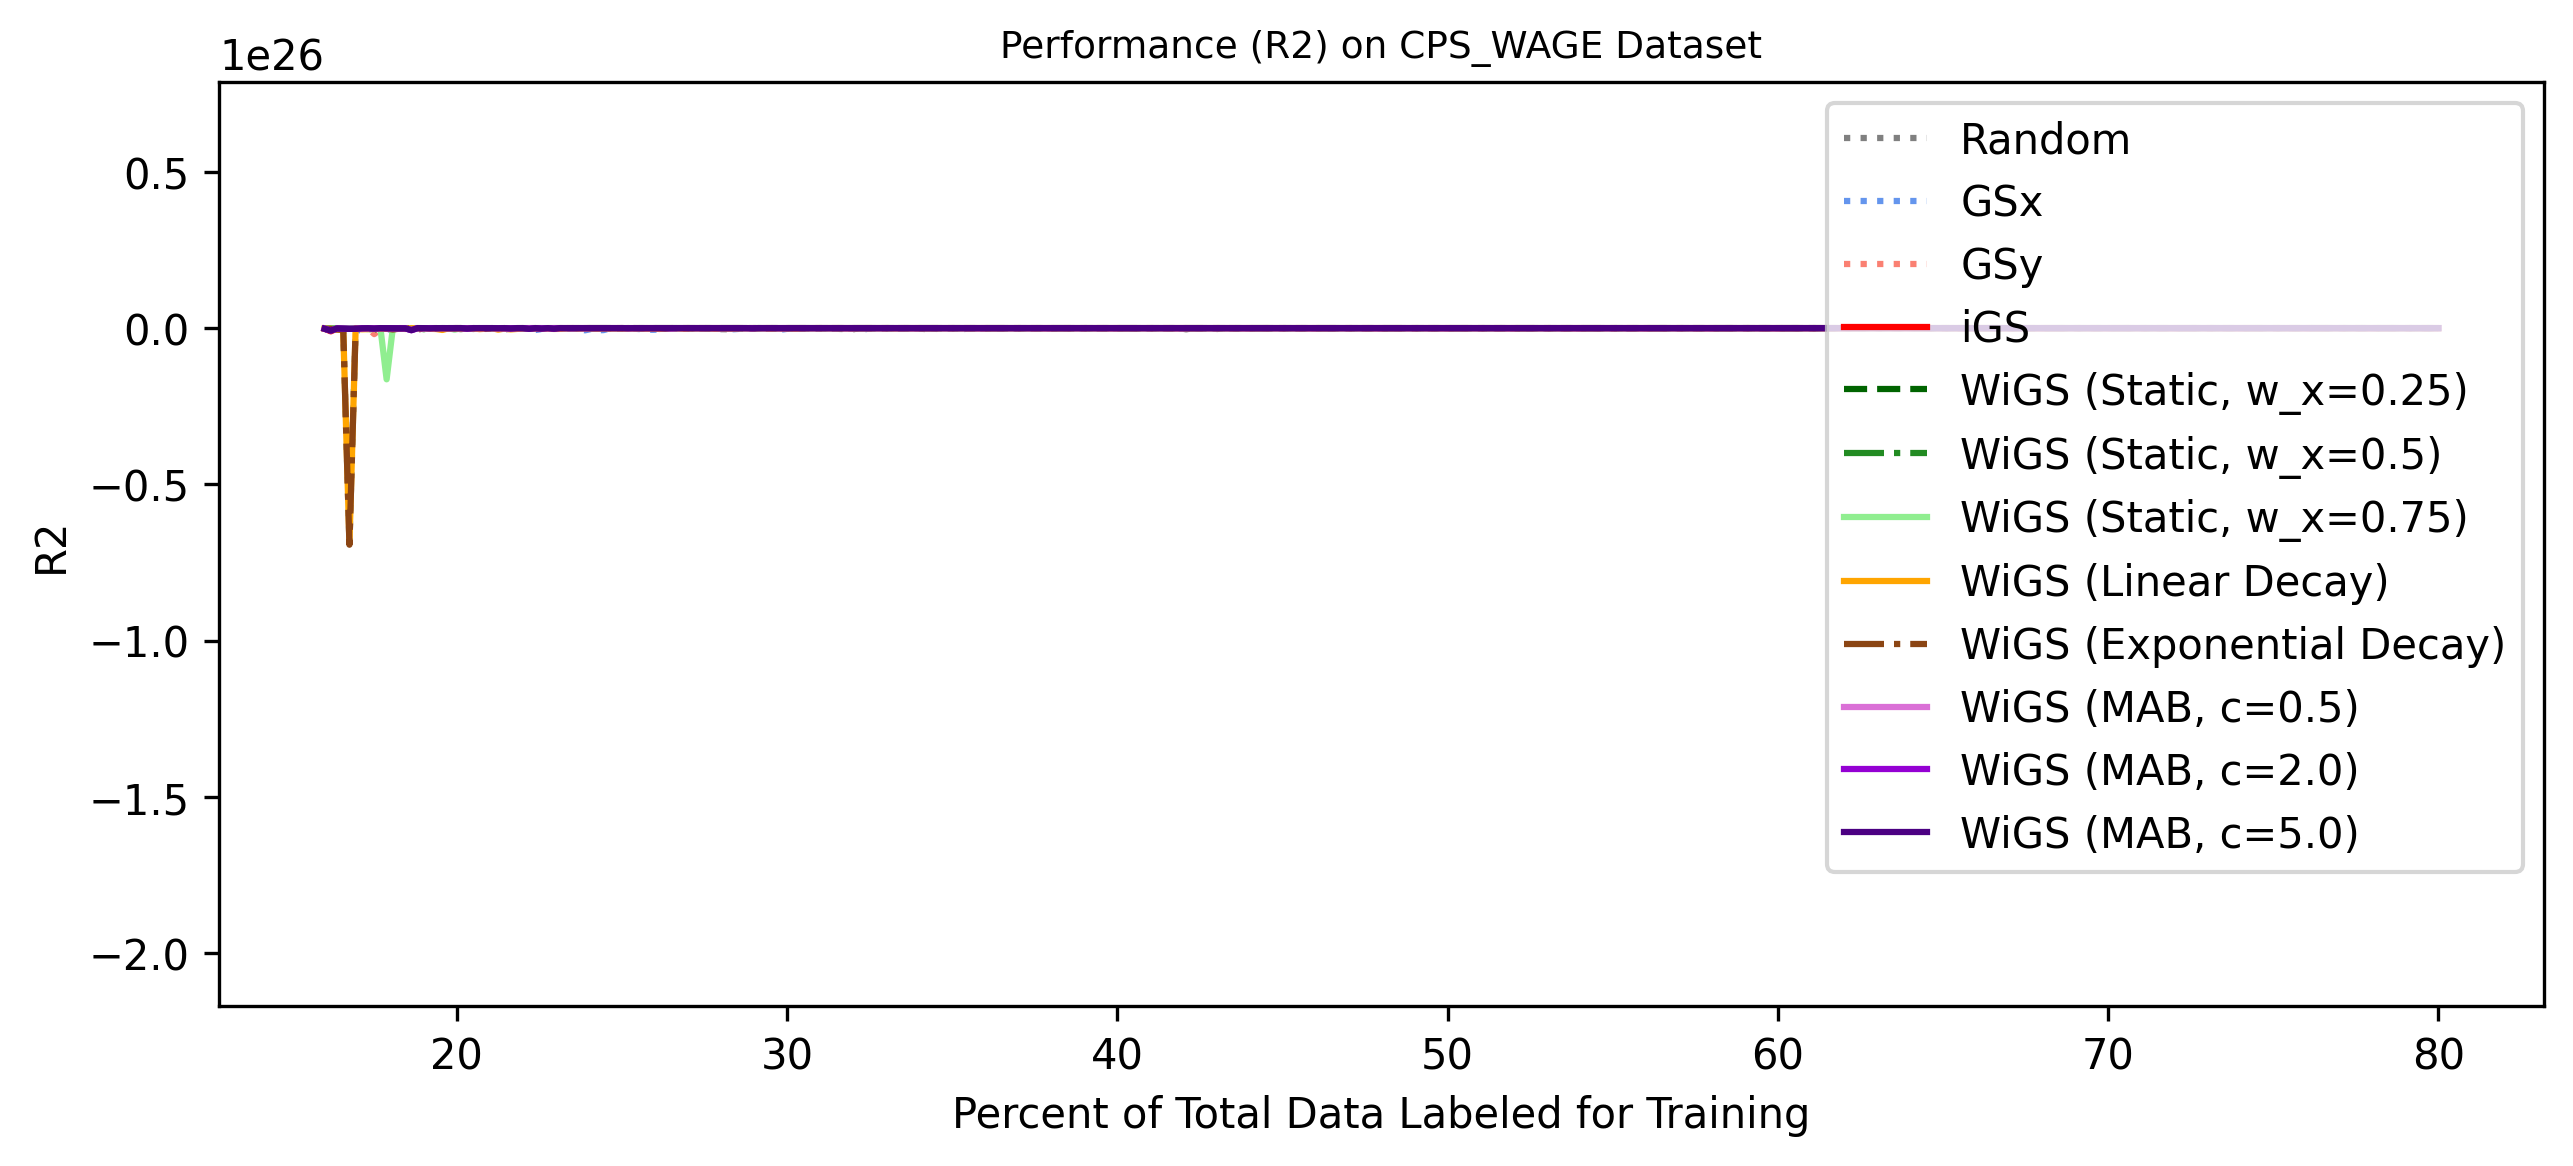 Performance (R2) on CPS_WAGE Dataset
1e26
0.5
0.0
−0.5
−1.0
−1.5
−2.0
R2
Random
GSx
GSy
iGS
WiGS (Static, w_x=0.25)
WiGS (Static, w_x=0.5)
WiGS (Static, w_x=0.75)
WiGS (Linear Decay)
WiGS (Exponential Decay)
WiGS (MAB, c=0.5)
WiGS (MAB, c=2.0)
WiGS (MAB, c=5.0)
20 30 40 50 60 70 80
Percent of Total Data Labeled for Training